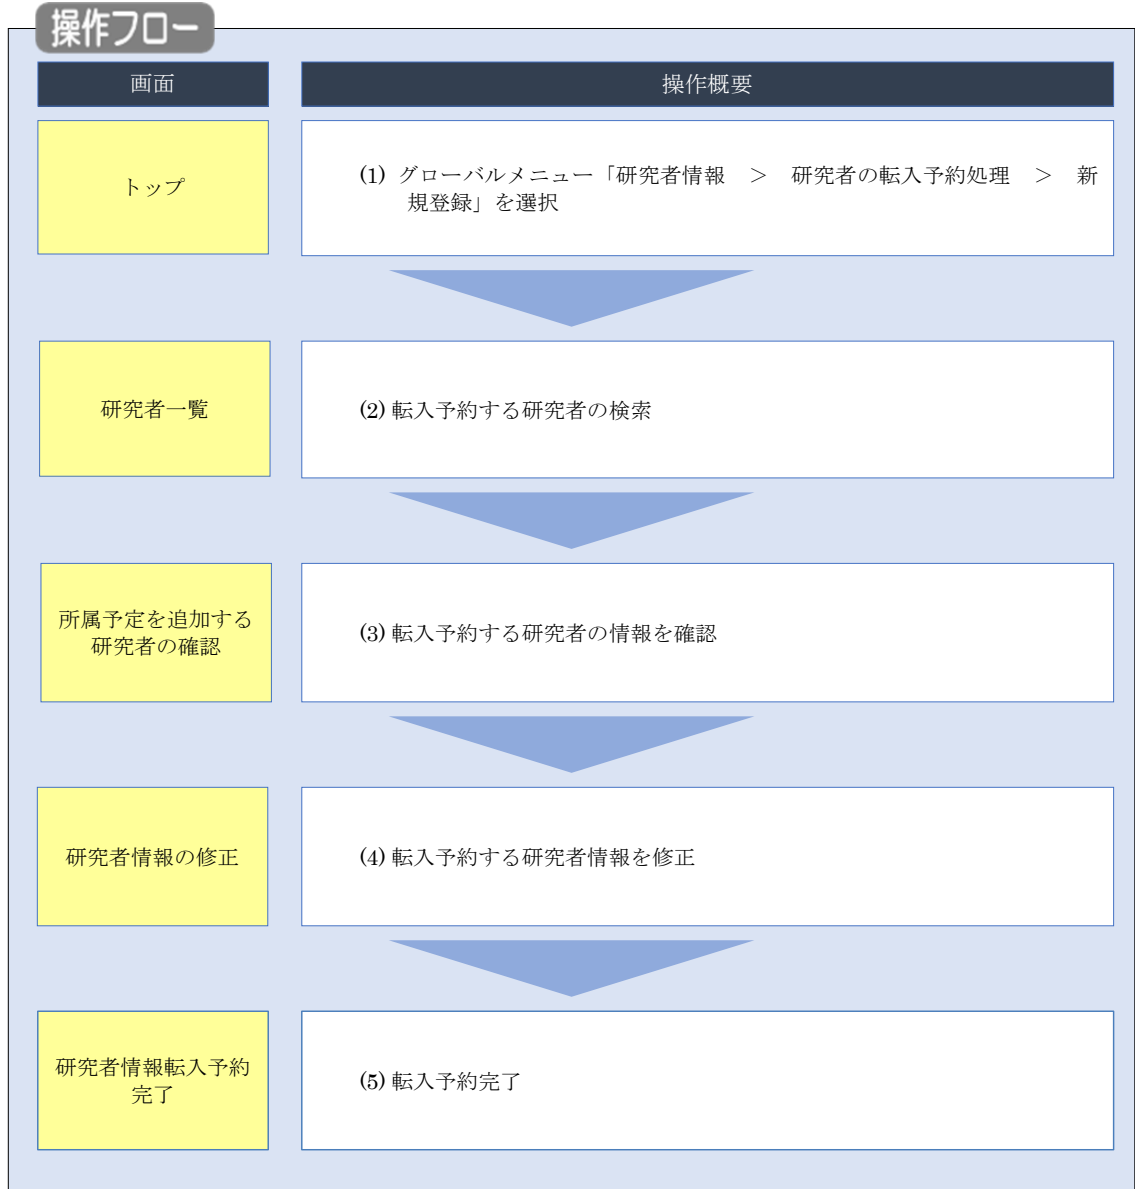 操作フロー
画面
操作概要
トップ
(1) グローバルメニュー「研究者情報　＞　研究者の転入予約処理　＞　新
規登録」を選択
研究者一覧
(2) 転入予約する研究者の検索
所属予定を追加する
研究者の確認
(3) 転入予約する研究者の情報を確認
研究者情報の修正
(4) 転入予約する研究者情報を修正
研究者情報転入予約
完了
(5) 転入予約完了